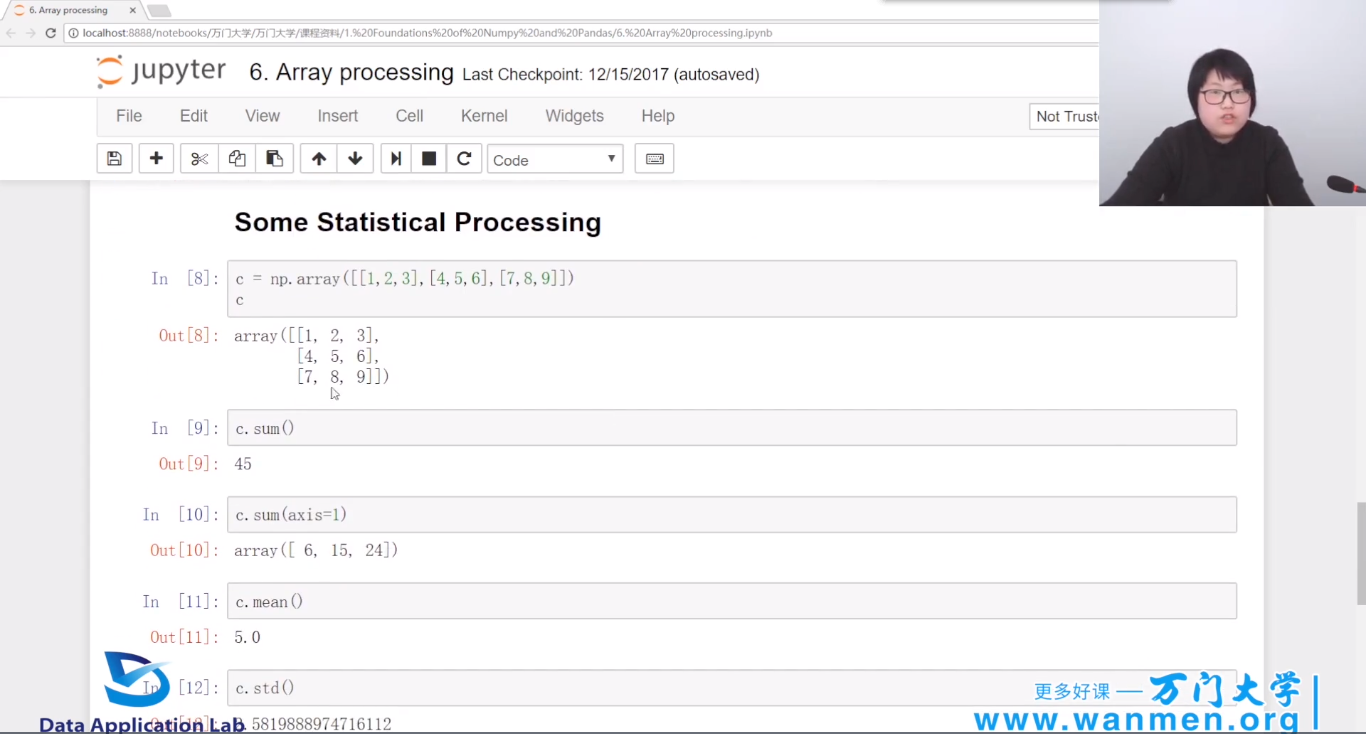 6. Array processing
localhost:8888/notebooks/万门大学/万门大学/课程资料/1.%20Foundations%20of%20Numpy%20and%20Pandas/6.%20Array%20processing.ipynb
jupyter 6. Array processing Last Checkpoint: 12/15/2017 (autosaved)
File Edit View Insert Cell Kernel Widgets Help Not Truste
Code
Some Statistical Processing
In [8]: c = np.array([[1,2,3],[4,5,6],[7,8,9]])
c
Out[8]: array([[1, 2, 3],
[4, 5, 6],
[7, 8, 9]])
In [9]: c.sum()
Out[9]: 45
In [10]: c.sum(axis=1)
Out[10]: array([ 6, 15, 24])
In [11]: c.mean()
Out[11]: 5.0
In [12]: c.std()
.5819888974716112
Data Application Lab
更多好课 — 万门大学
www.wanmen.org